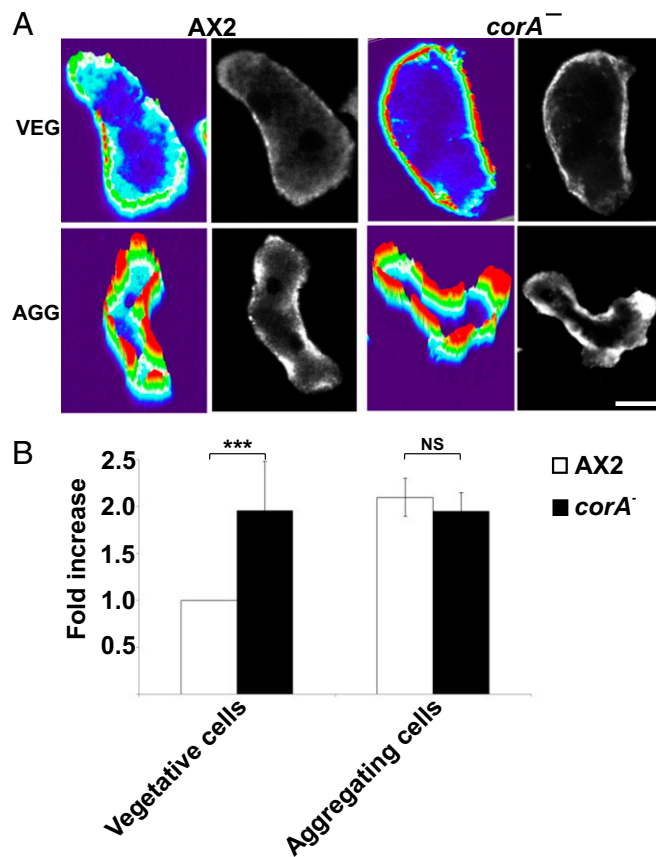 A
AX2
corA⁻
VEG
AGG
B
2.5
2.0
1.5
1.0
0.5
Fold increase
***
NS
AX2
corA⁻
Vegetative cells
Aggregating cells